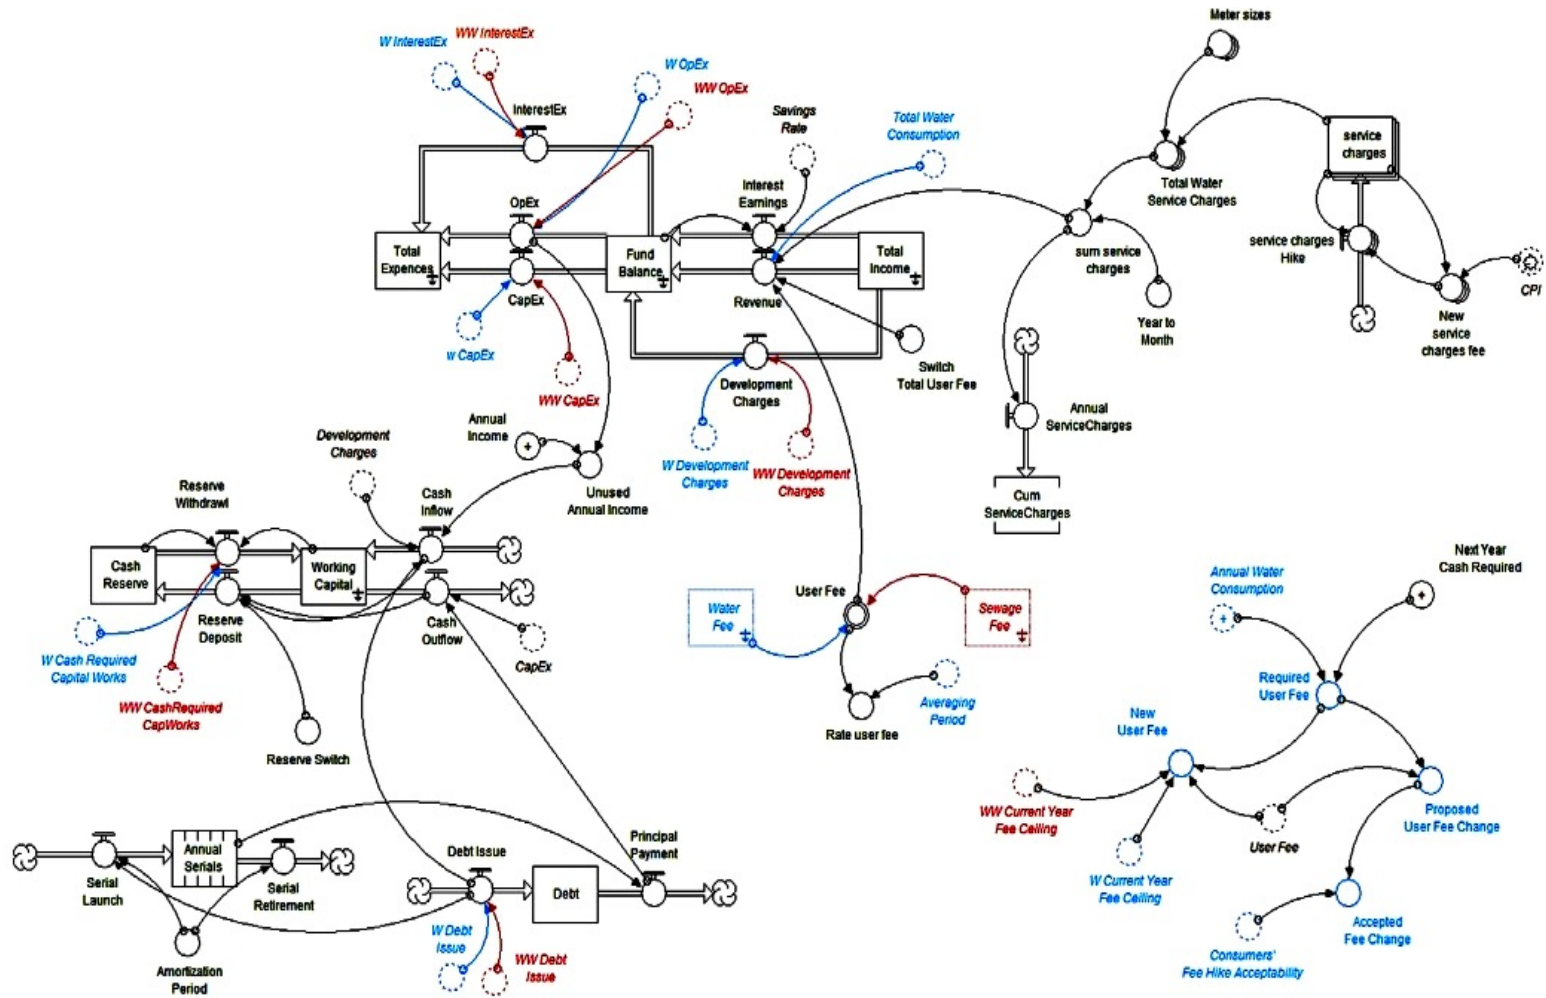 Meter sizes
WW InterestEx
W InterestEx
W OpEx
WW OpEx
InterestEx
Savings
Rate
Total Water
Consumption
service
charges
Total Water
Service Charges
Interest
Earnings
OpEx
Total
Expences
Fund
Balance
Total
Income
CapEx
Revenue
sum service
charges
service charges
Hike
CPI
New
service
charges fee
Year to
Month
w CapEx
WW CapEx
Switch
Total User Fee
Development
Charges
Annual
ServiceCharges
Annual
Income
Development
Charges
W Development
Charges
WW Development
Charges
Reserve
Withdrawl
Cash
Inflow
Unused
Annual Income
Cum
ServiceCharges
Cash
Reserve
Working
Capital
Reserve
Deposit
Cash
Outflow
CapEx
W Cash Required
Capital Works
WW CashRequired
CapWorks
Reserve Switch
User Fee
Water
Fee
Sewage
Fee
Averaging
Period
Rate user fee
Next Year
Cash Required
Annual Water
Consumption
Required
User Fee
New
User Fee
WW Current Year
Fee Ceiling
User Fee
Proposed
User Fee Change
W Current Year
Fee Ceiling
Accepted
Fee Change
Consumers'
Fee Hike Acceptability
Annual
Serials
Serial
Launch
Serial
Retirement
Amortization
Period
Debt Issue
Debt
Principal
Payment
W Debt
Issue
WW Debt
Issue